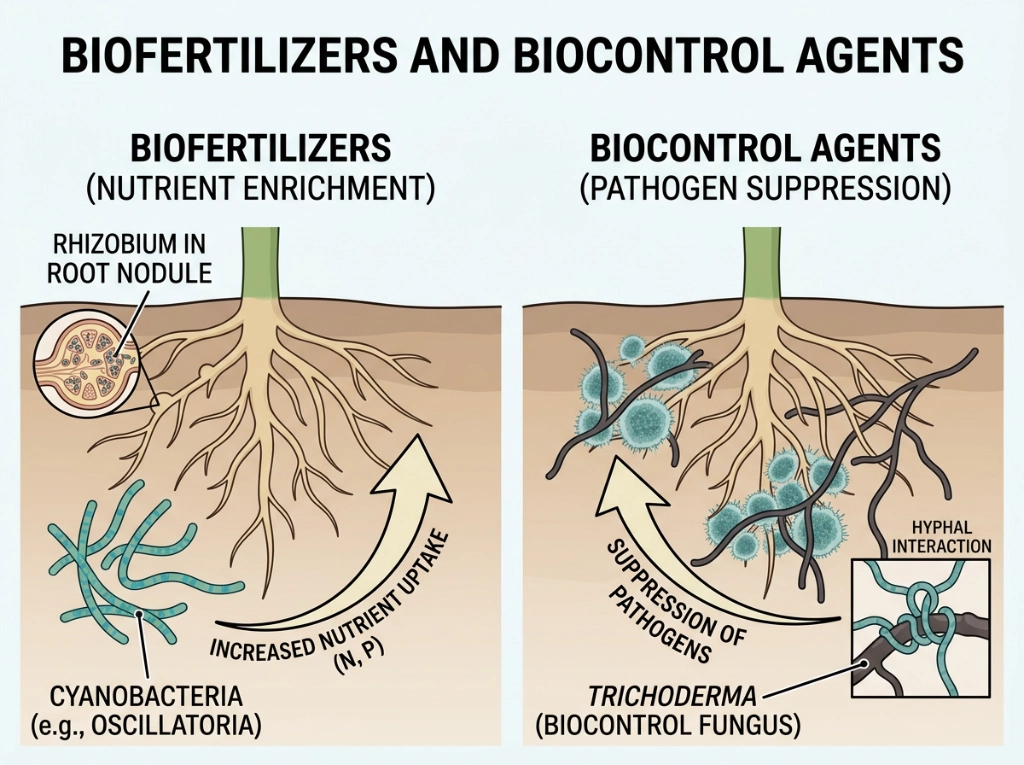 BIOFERTILIZERS AND BIOCONTROL AGENTS
BIOFERTILIZERS
(NUTRIENT ENRICHMENT)
RHIZOBIUM IN
ROOT NODULE
INCREASED NUTRIENT UPTAKE
(N, P)
CYANOBACTERIA
(e.g., OSCILLATORIA)
BIOCONTROL AGENTS
(PATHOGEN SUPPRESSION)
SUPPRESSION OF
PATHOGENS
HYPHAL
INTERACTION
TRICHODERMA
(BIOCONTROL FUNGUS)